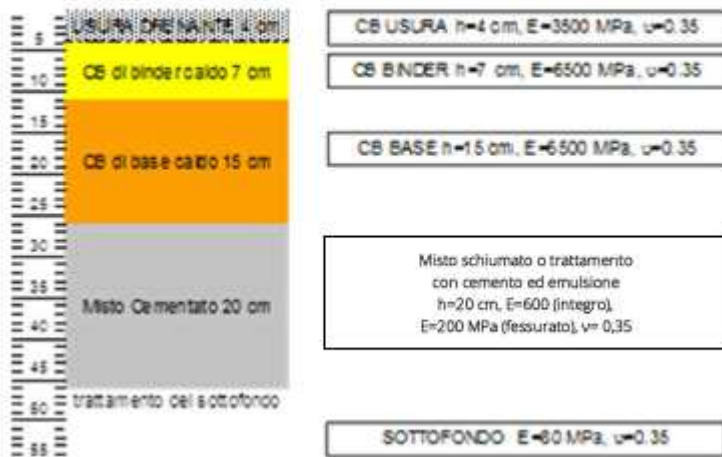 USURA DRENANTE 4 cm
CB di binder caldo 7 cm
CB di base caldo 15 cm
Misto Cementato 20 cm
trattamento del sottofondo
5
10
15
20
25
30
35
40
45
50
55
CB USURA h=4 cm, E=3500 MPa, υ=0.35
CB BINDER h=7 cm, E=6500 MPa, υ=0.35
CB BASE h=15 cm, E=6500 MPa, υ=0.35
Misto schiumato o trattamento
con cemento ed emulsione
h=20 cm, E=600 (integro),
E=200 MPa (fessurato), ν= 0,35
SOTTOFONDO E=80 MPa, υ=0.35